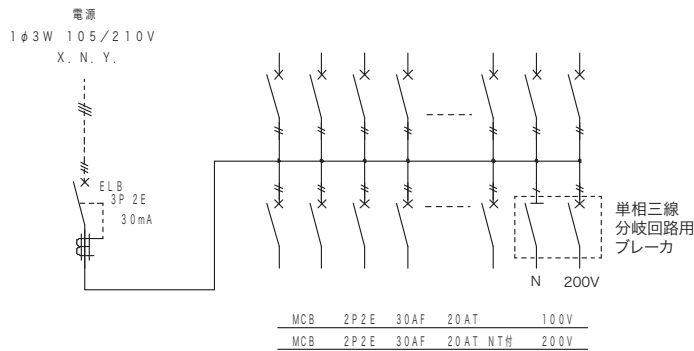 電源
1φ3W 105/210V
X. N. Y.
ELB
3P 2E
30mA
単相三線
分岐回路用
ブレーカ
N 200V
MCB 2P2E 30AF 20AT 100V
MCB 2P2E 30AF 20AT NT付 200V